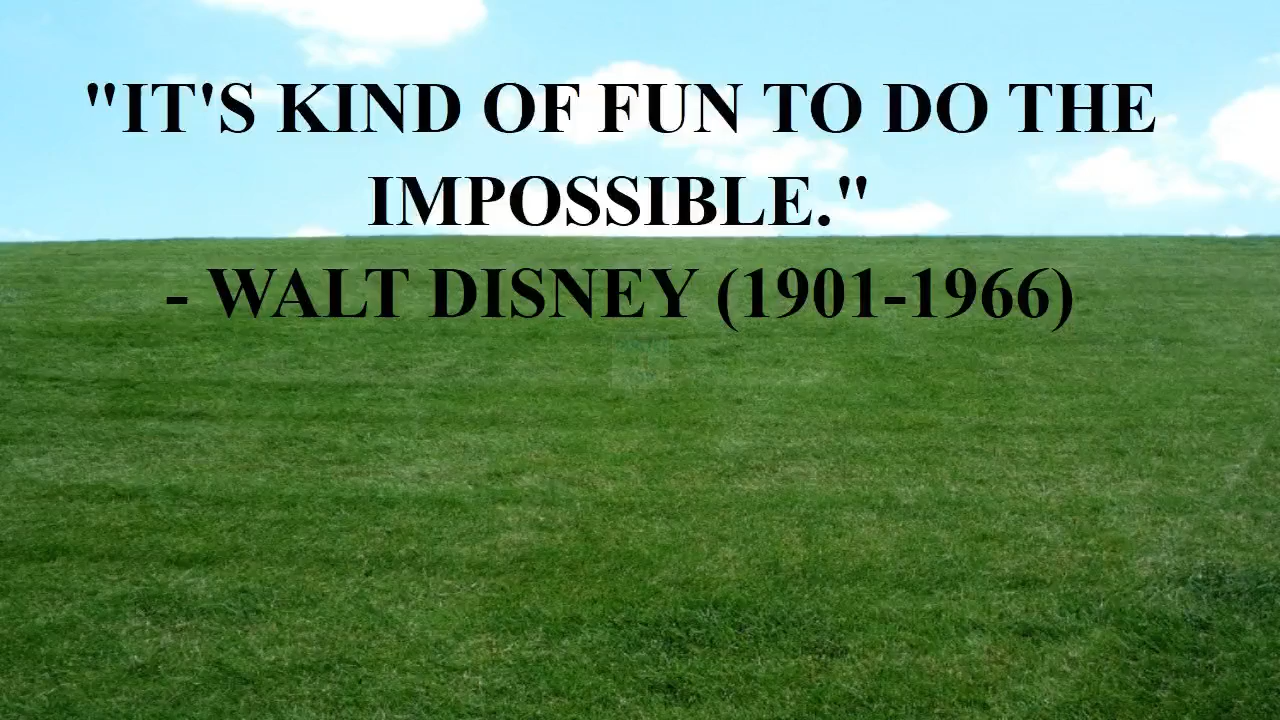 "IT'S KIND OF FUN TO DO THE
IMPOSSIBLE."
- WALT DISNEY (1901-1966)